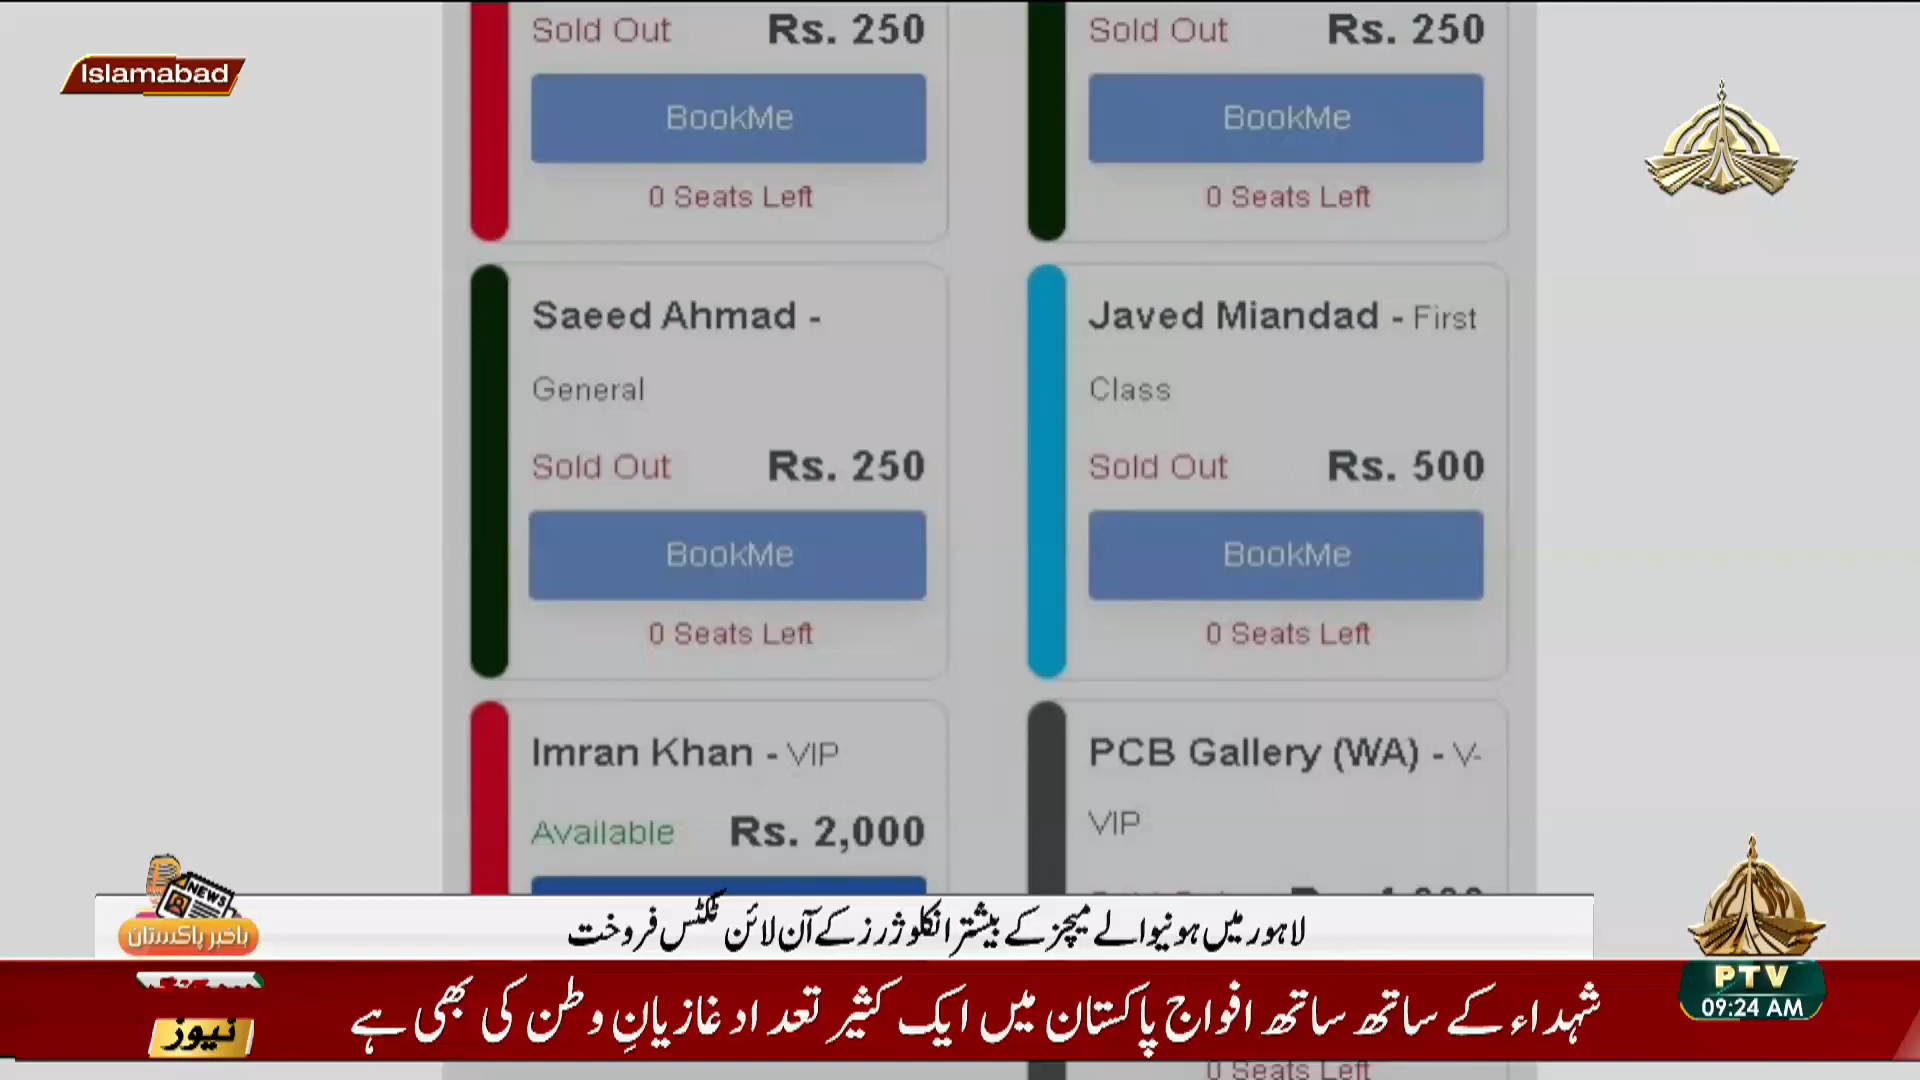 Islamabad
Sold Out Rs. 250
BookMe
0 Seats Left
Sold Out Rs. 250
BookMe
0 Seats Left
Saeed Ahmad -
General
Sold Out Rs. 250
BookMe
0 Seats Left
Javed Miandad - First
Class
Sold Out Rs. 500
BookMe
0 Seats Left
Imran Khan - VIP
Available Rs. 2,000
PCB Gallery (WA) - V-
VIP
NEWS
باخبر پاکستان
لاہور میں ہونیوالے میچز کے بیشتر انکلوژرز کے آن لائن ٹکٹس فروخت
نیوز
شہداء کے ساتھ ساتھ افواج پاکستان میں ایک کثیر تعداد غازیانِ وطن کی بھی ہے
PTV
09:24 AM
0 Seats Left